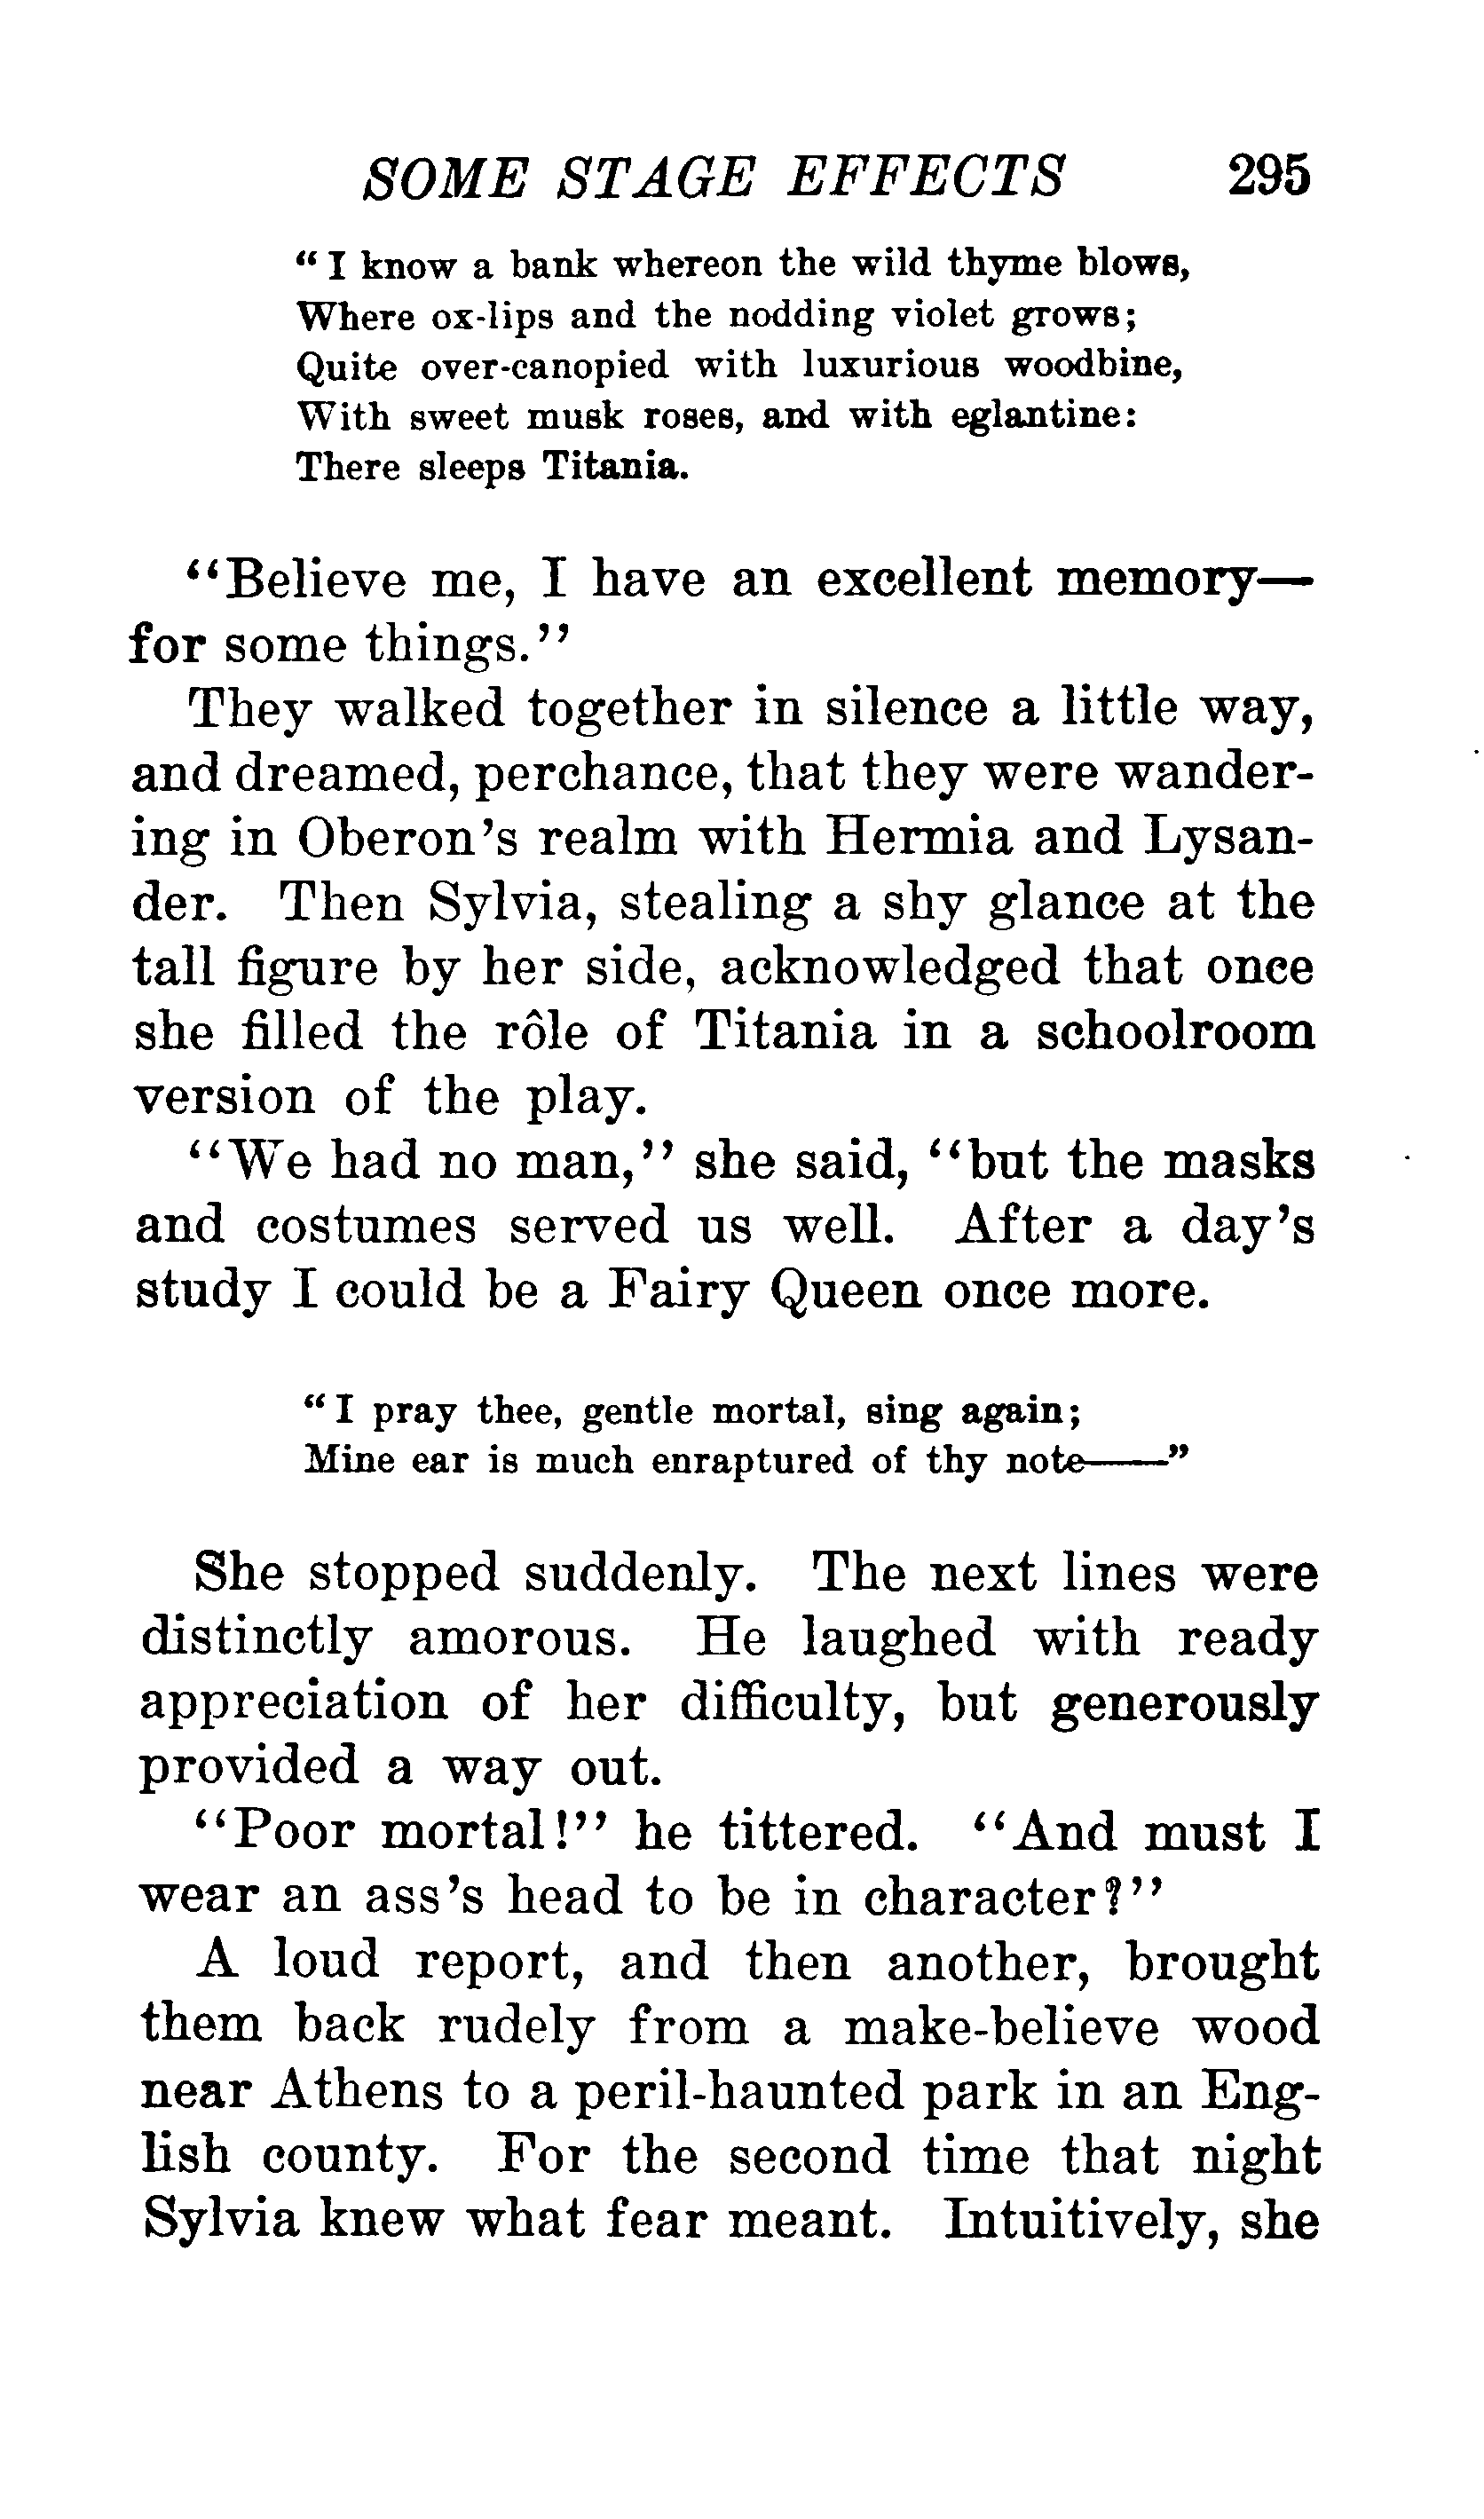 SOME STAGE EFFECTS 295
“I know a bank whereon the wild thyme blows,
Where ox-lips and the nodding violet grows;
Quite over-canopied with luxurious woodbine,
With sweet musk roses, and with eglantine:
There sleeps Titania.
“Believe me, I have an excellent memory—
for some things.”
They walked together in silence a little way,
and dreamed, perchance, that they were wander-
ing in Oberon’s realm with Hermia and Lysan-
der. Then Sylvia, stealing a shy glance at the
tall figure by her side, acknowledged that once
she filled the rôle of Titania in a schoolroom
version of the play.
“We had no man,” she said, “but the masks
and costumes served us well. After a day’s
study I could be a Fairy Queen once more.
“I pray thee, gentle mortal, sing again;
Mine ear is much enraptured of thy note——”
She stopped suddenly. The next lines were
distinctly amorous. He laughed with ready
appreciation of her difficulty, but generously
provided a way out.
“Poor mortal!” he tittered. “And must I
wear an ass’s head to be in character?”
A loud report, and then another, brought
them back rudely from a make-believe wood
near Athens to a peril-haunted park in an Eng-
lish county. For the second time that night
Sylvia knew what fear meant. Intuitively, she